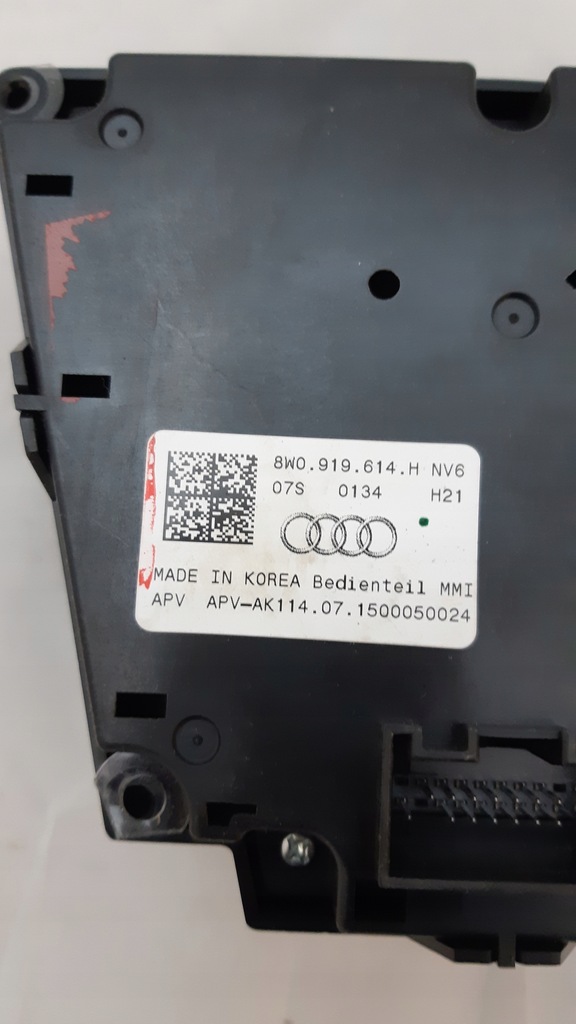 8W0.919.614.H NV6
07S 0134 H21
MADE IN KOREA Bedienteil MMI
APV APV-AK114.07.1500050024